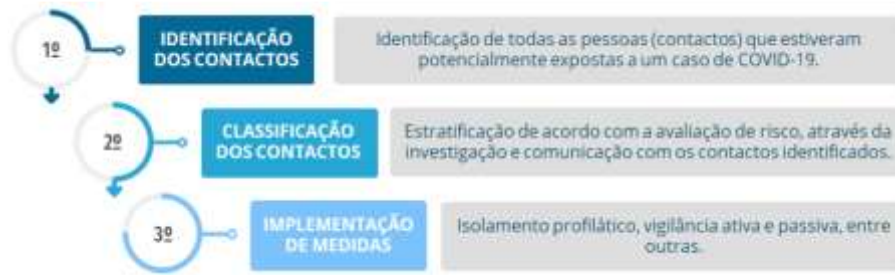 1º
IDENTIFICAÇÃO
DOS CONTACTOS
Identificação de todas as pessoas (contactos) que estiveram
potencialmente expostas a um caso de COVID-19.
2º
CLASSIFICAÇÃO
DOS CONTACTOS
Estratificação de acordo com a avaliação de risco, através da
investigação e comunicação com os contactos identificados.
3º
IMPLEMENTAÇÃO
DE MEDIDAS
Isolamento profilático, vigilância ativa e passiva, entre
outras.